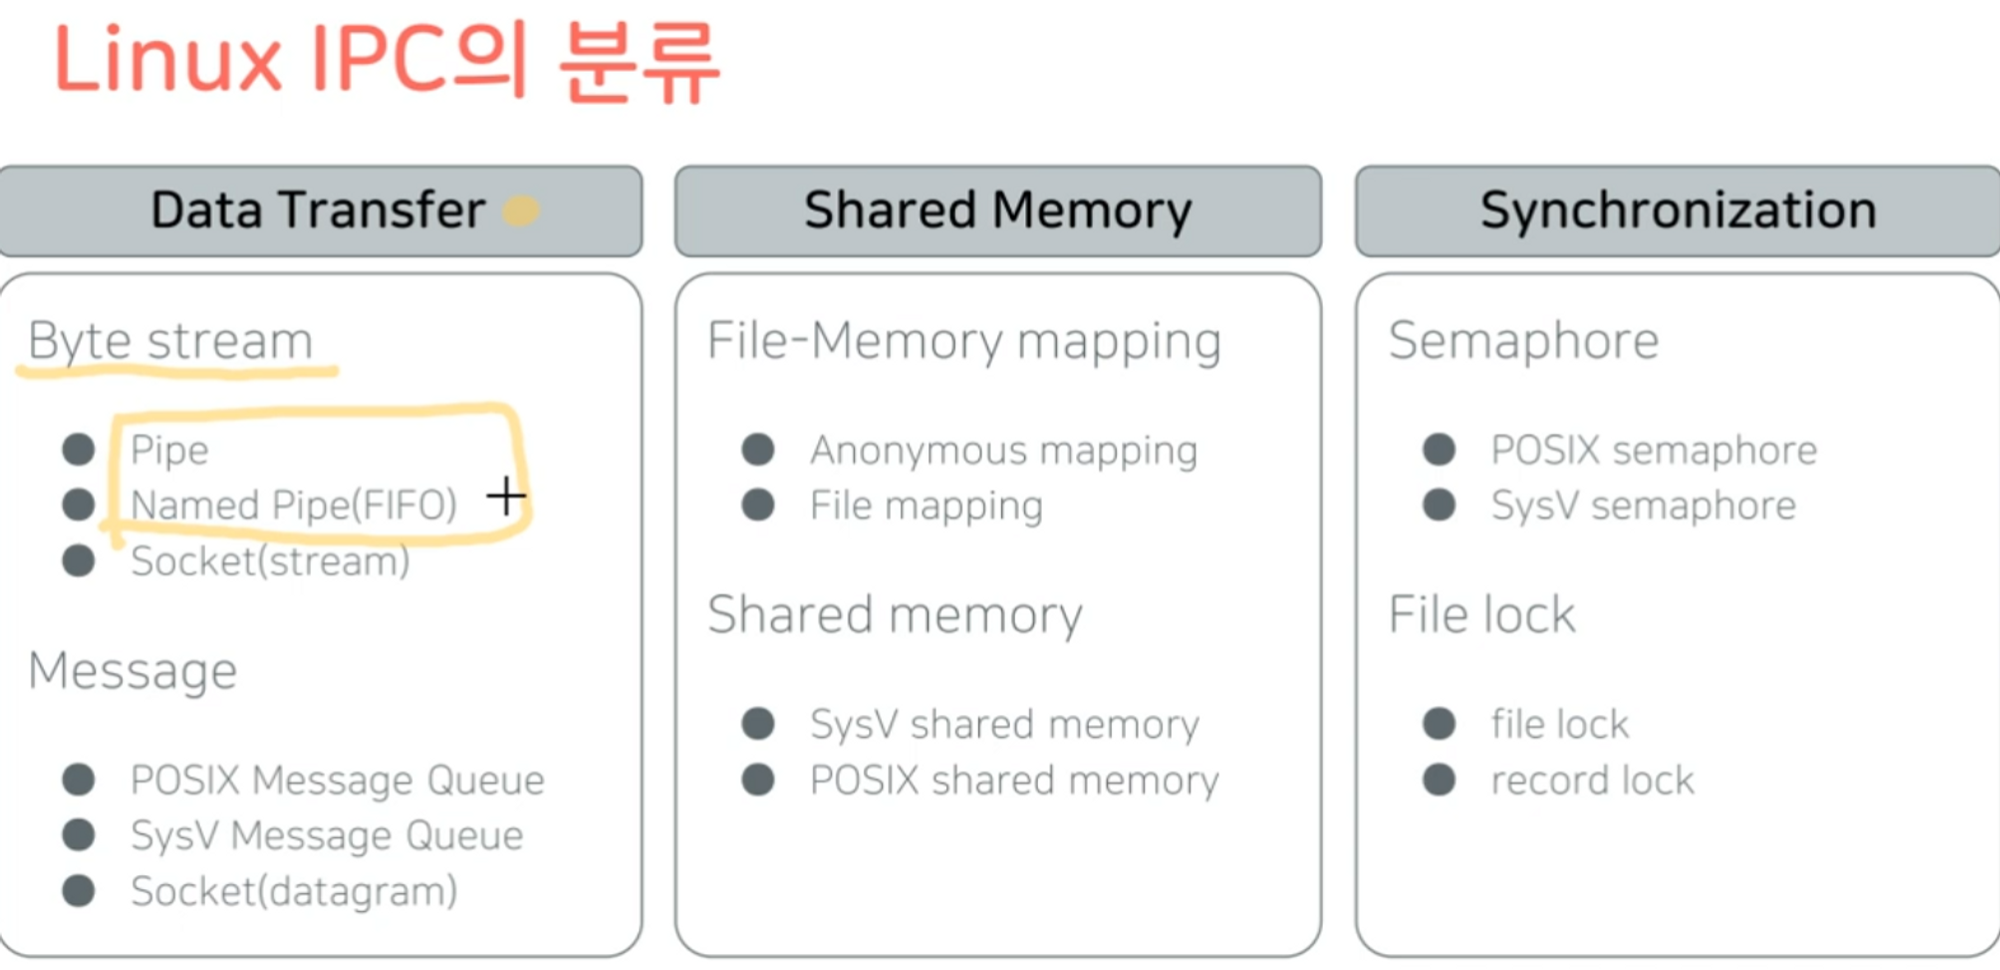 Linux IPC의 분류
Data Transfer
Byte stream
Pipe
Named Pipe(FIFO)
Socket(stream)
Message
POSIX Message Queue
SysV Message Queue
Socket(datagram)
Shared Memory
File-Memory mapping
Anonymous mapping
File mapping
Shared memory
SysV shared memory
POSIX shared memory
Synchronization
Semaphore
POSIX semaphore
SysV semaphore
File lock
file lock
record lock